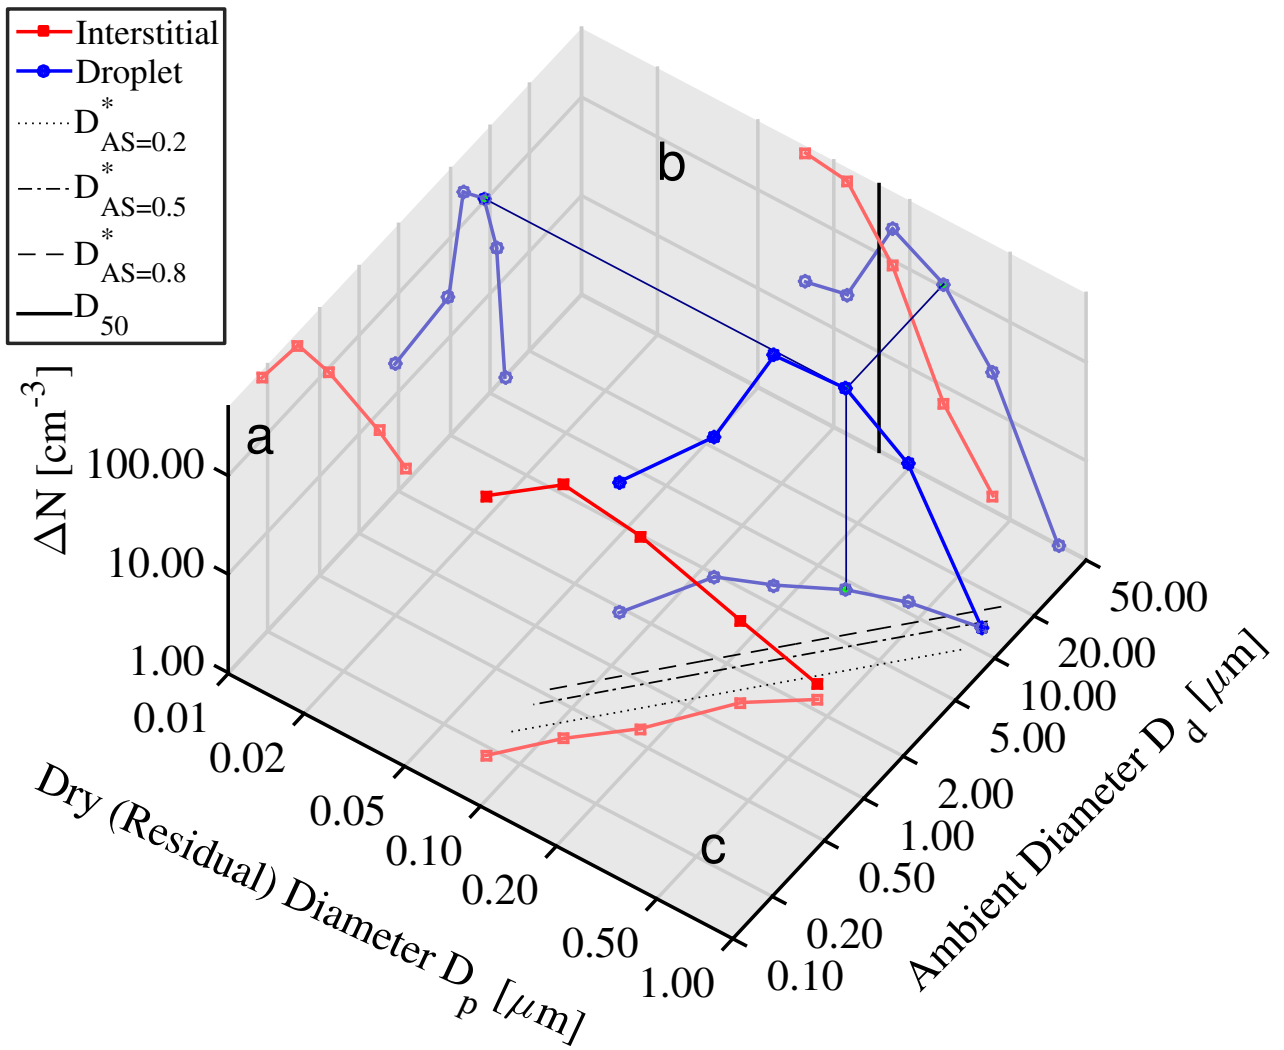 Interstitial
Droplet
D*AS=0.2
D*AS=0.5
D*AS=0.8
D50
a
b
c
ΔN [cm-3]
100.00
10.00
1.00
0.01
0.02
0.05
0.10
0.20
0.50
1.00
Dry (Residual) Diameter Dp [μm]
0.10
0.20
0.50
1.00
2.00
5.00
10.00
20.00
50.00
Ambient Diameter Dd [μm]